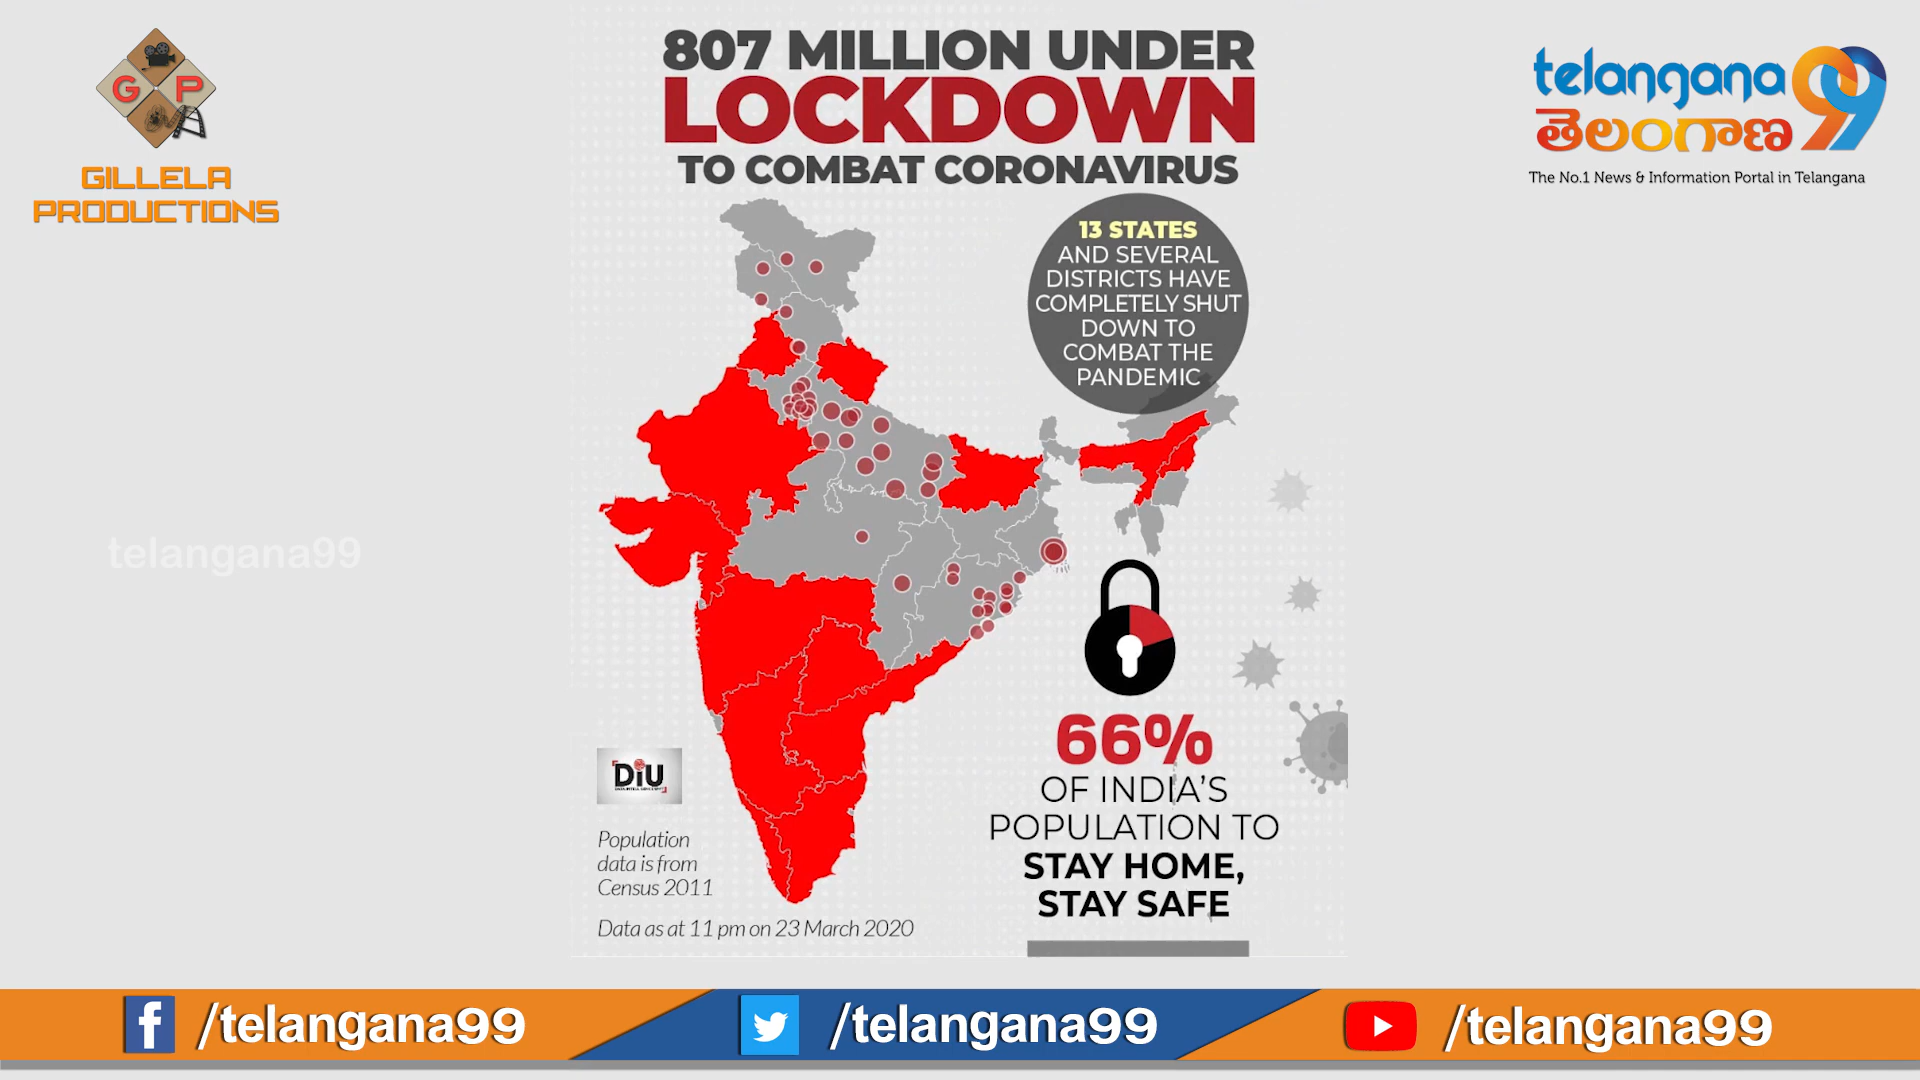 G P
GILLELA
PRODUCTIONS
807 MILLION UNDER
LOCKDOWN
TO COMBAT CORONAVIRUS
telangana
తెలంగాణ
99
The No.1 News & Information Portal in Telangana
13 STATES
AND SEVERAL
DISTRICTS HAVE
COMPLETELY SHUT
DOWN TO
COMBAT THE
PANDEMIC
telangana99
66%
OF INDIA'S
POPULATION TO
STAY HOME,
STAY SAFE
DiU
Population
data is from
Census 2011
Data as at 11 pm on 23 March 2020
/telangana99
/telangana99
/telangana99